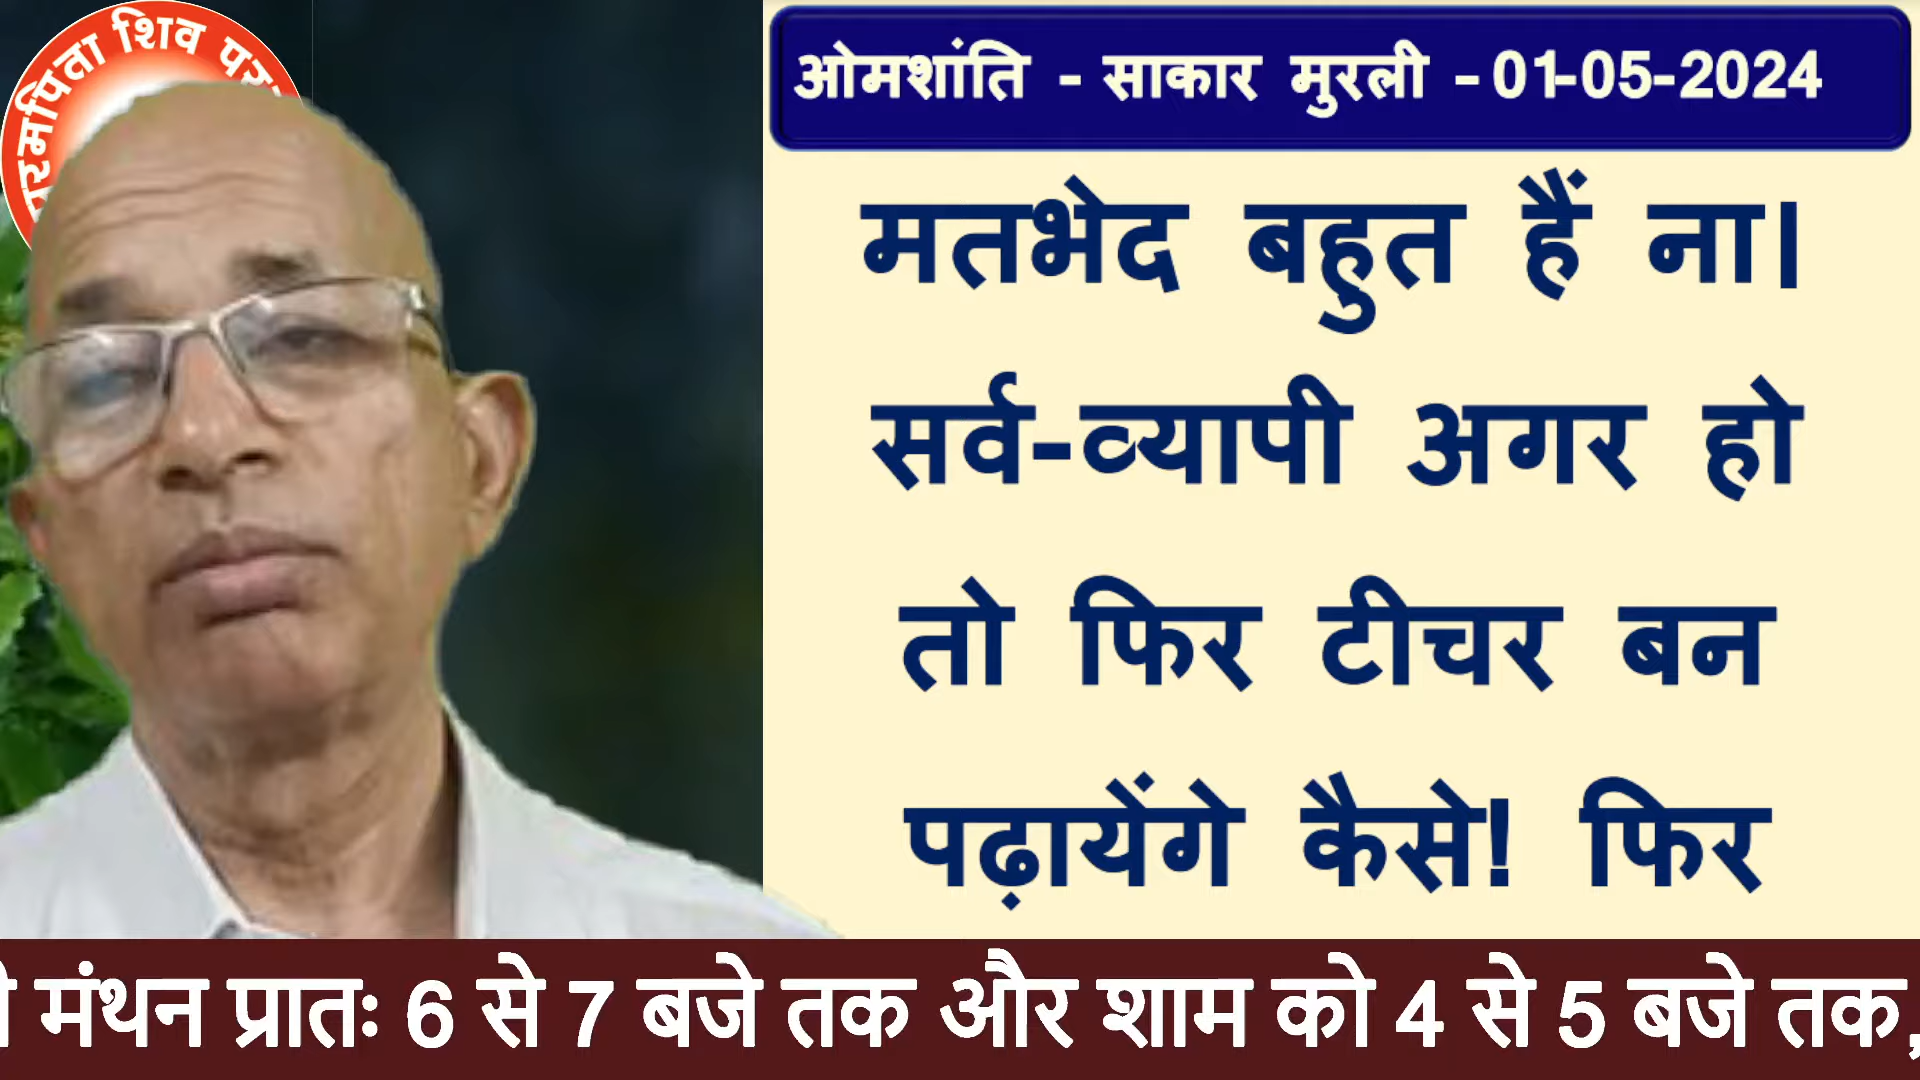 परमपिता शिव
ओमशांति - साकार मुरली - 01-05-2024
मतभेद बहुत हैं ना।
सर्व-व्यापी अगर हो
तो फिर टीचर बन
पढ़ायेंगे कैसे! फिर
मंथन प्रातः 6 से 7 बजे तक और शाम को 4 से 5 बजे तक,